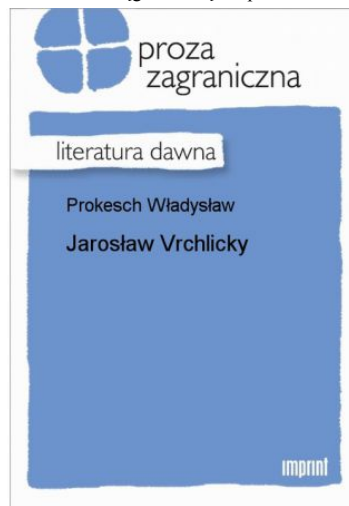 proza
zagraniczna
literatura dawna
Prokesch Władysław
Jarosław Vrchlicky
imprint